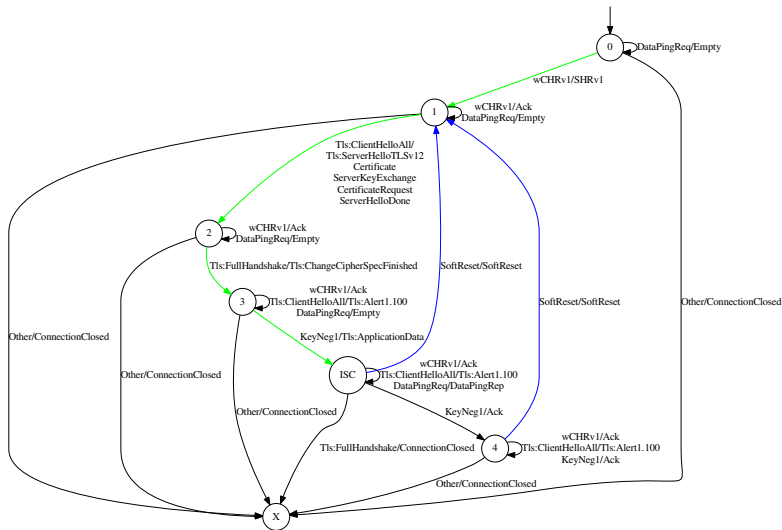 0
DataPingReq/Empty
wCHRv1/SHRv1
1
wCHRv1/Ack
DataPingReq/Empty
Tls:ClientHelloAll/
Tls:ServerHelloTLSv12
Certificate
ServerKeyExchange
CertificateRequest
ServerHelloDone
2
wCHRv1/Ack
DataPingReq/Empty
Tls:FullHandshake/Tls:ChangeCipherSpecFinished
SoftReset/SoftReset
3
wCHRv1/Ack
Tls:ClientHelloAll/Tls:Alert1.100
DataPingReq/Empty
SoftReset/SoftReset
Other/ConnectionClosed
Other/ConnectionClosed
KeyNeg1/Tls:ApplicationData
ISC
wCHRv1/Ack
Tls:ClientHelloAll/Tls:Alert1.100
DataPingReq/DataPingRep
Other/ConnectionClosed
Other/ConnectionClosed
KeyNeg1/Ack
Tls:FullHandshake/ConnectionClosed
4
wCHRv1/Ack
Tls:ClientHelloAll/Tls:Alert1.100
KeyNeg1/Ack
Other/ConnectionClosed
X